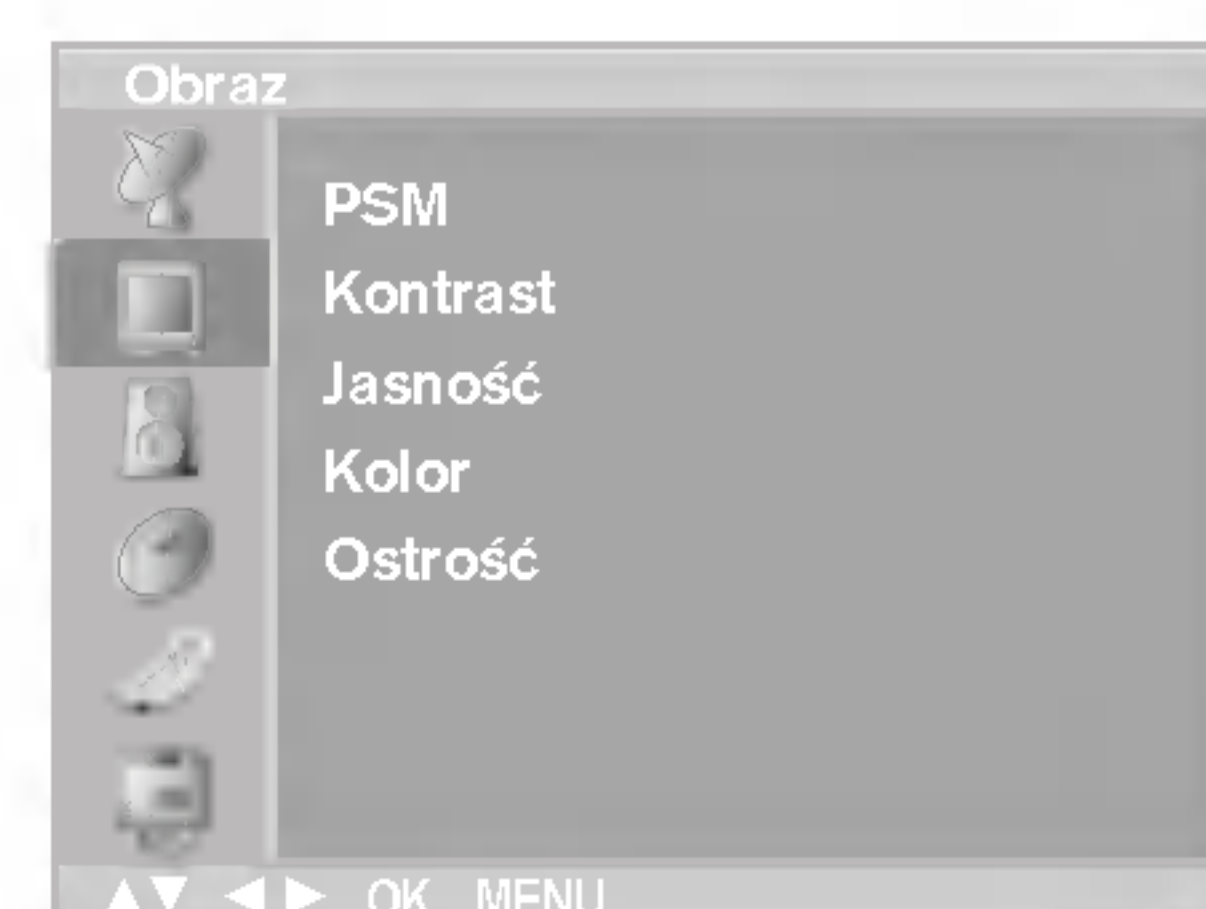 Obraz
PSM
Kontrast
Jasność
Kolor
Ostrość
▲▼ ◀ ▶ OK MENU